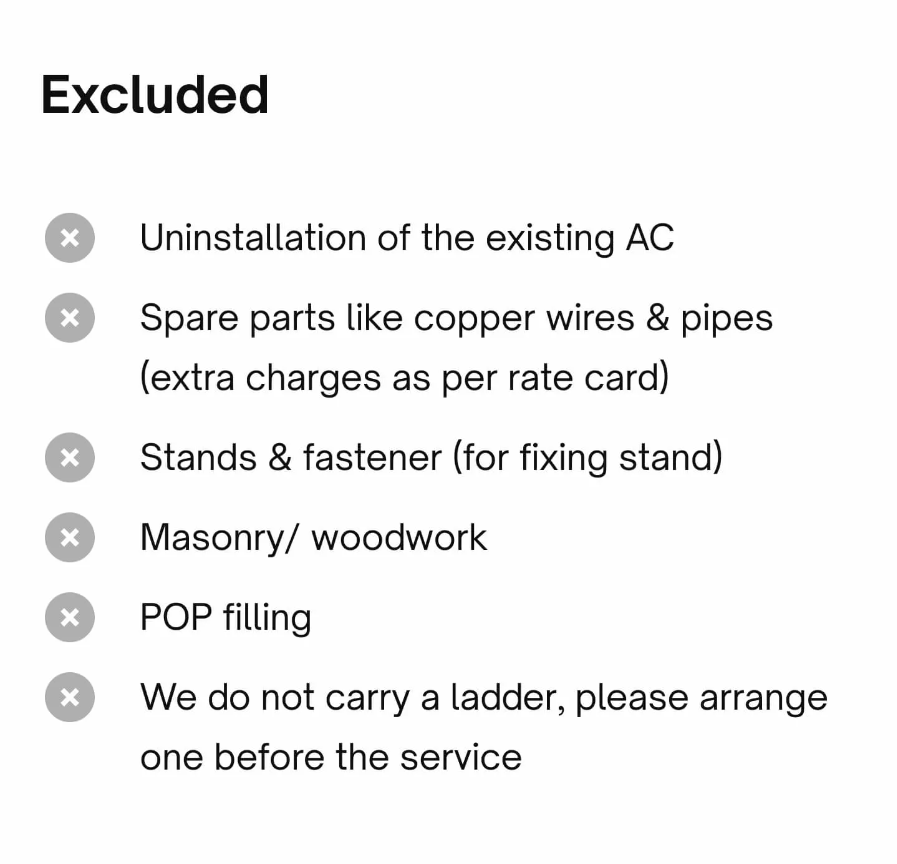 Excluded
Uninstallation of the existing AC
Spare parts like copper wires & pipes
(extra charges as per rate card)
Stands & fastener (for fixing stand)
Masonry/ woodwork
POP filling
We do not carry a ladder, please arrange
one before the service